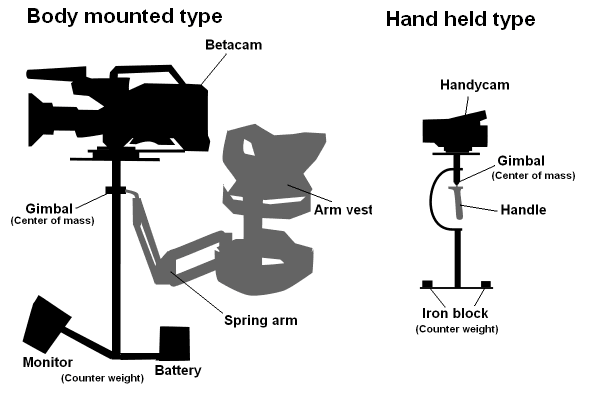 Body mounted type
Betacam
Gimbal
(Center of mass)
Arm vest
Spring arm
Monitor
(Counter weight)
Battery
Hand held type
Handycam
Gimbal
(Center of mass)
Handle
Iron block
(Counter weight)